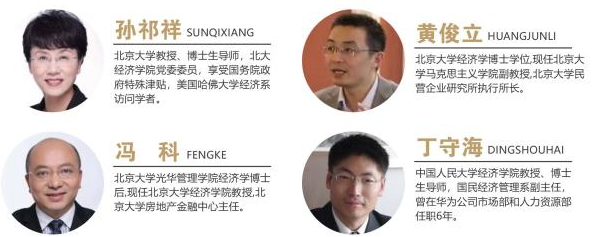 孙祁祥 SUNQIXIANG
北京大学教授、博士生导师，北大
经济学院党委委员，享受国务院政
府特殊津贴，美国哈佛大学经济系
访问学者。
黄俊立 HUANGJUNLI
北京大学经济学博士学位,现任北京大
学马克思主义学院副教授,北京大学民
营企业研究所执行所长。
冯 科 FENGKE
北京大学光华管理学院经济学博士
后,现任北京大学经济学院教授,北
京大学房地产金融中心主任。
丁守海 DINGSHOUHAI
中国人民大学经济学院教授、博士
生导师，国民经济管理系副主任，
曾在华为公司市场部和人力资源部
任职6年。